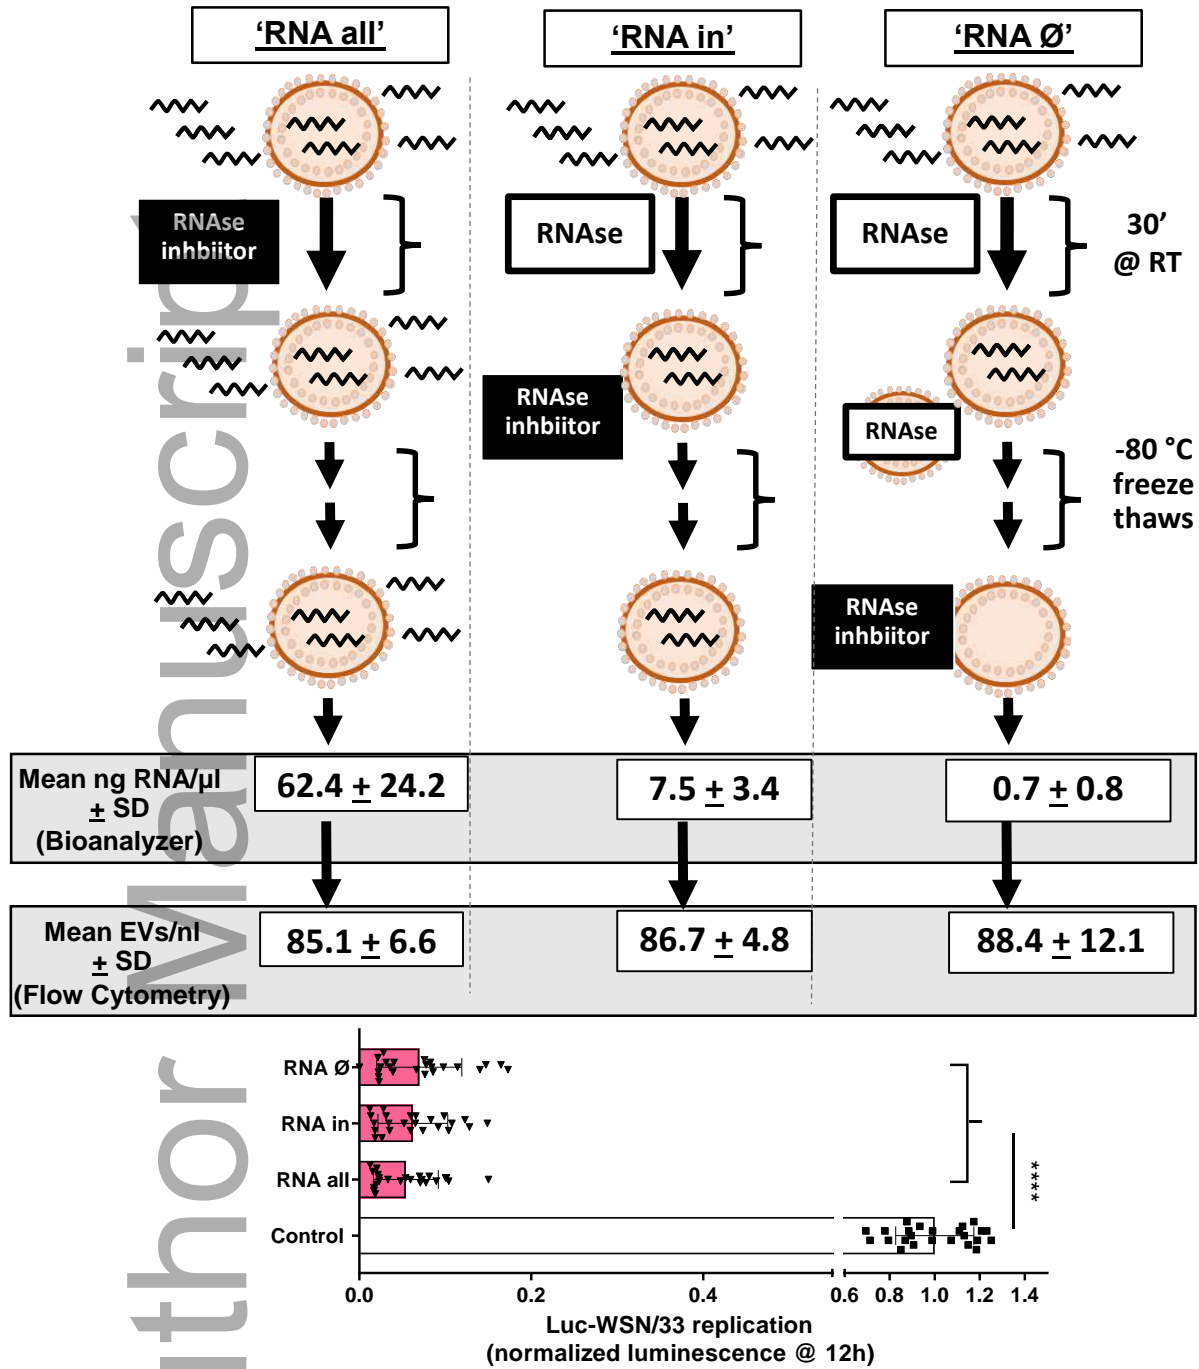 'RNA all'
'RNA in'
'RNA Ø'
RNAse
inhbiitor
RNAse
RNAse
30'
@ RT
RNAse
inhbiitor
RNAse
-80 °C
freeze
thaws
RNAse
inhbiitor
Mean ng RNA/µl
± SD
(Bioanalyzer)
62.4 ± 24.2
7.5 ± 3.4
0.7 ± 0.8
Mean EVs/nl
± SD
(Flow Cytometry)
85.1 ± 6.6
86.7 ± 4.8
88.4 ± 12.1
RNA Ø
RNA in
RNA all
Control
****
0.0 0.2 0.4 0.6 0.8 1.0 1.2 1.4
Luc-WSN/33 replication
(normalized luminescence @ 12h)
uthor Manuscript